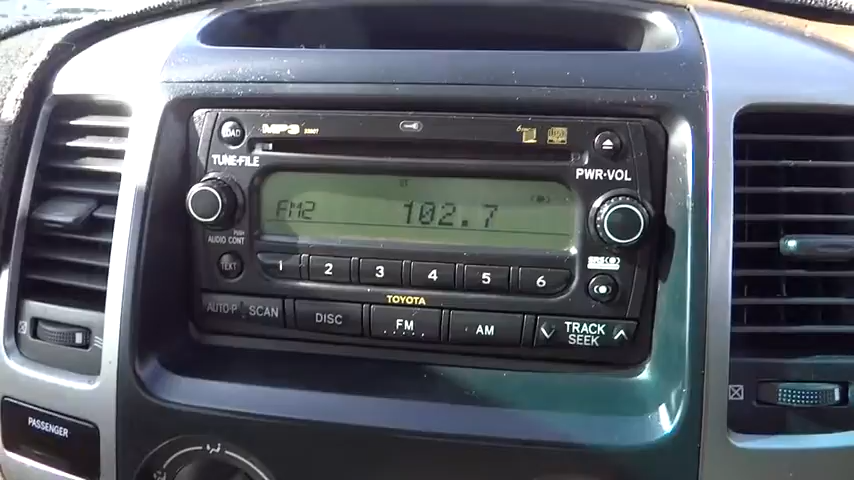 LOAD
MP3
TUNE•FILE
PWR•VOL
FM2 102.7
PUSH
AUDIO CONT
TEXT
1 2 3 4 5 6
SRS
TOYOTA
AUTO•P SCAN
DISC
FM
AM
TRACK
SEEK
PASSENGER